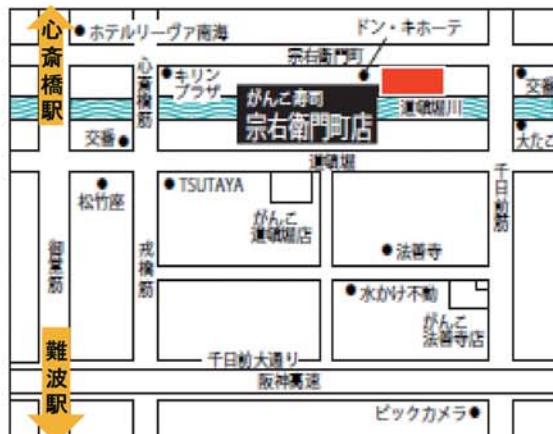 心斎橋駅
ホテルリーヴァ南海
ドン・キホーテ
宗右衛門町
心斎橋筋
キリン
プラザ
がんこ寿司
宗右衛門町店
道頓堀川
交番
大たこ
交番
道頓堀
松竹座
TSUTAYA
がんこ
道頓堀店
千日前筋
御堂筋
戎橋筋
法善寺
水かけ不動
がんこ
法善寺店
難波駅
千日前大通り
阪神高速
ビックカメラ